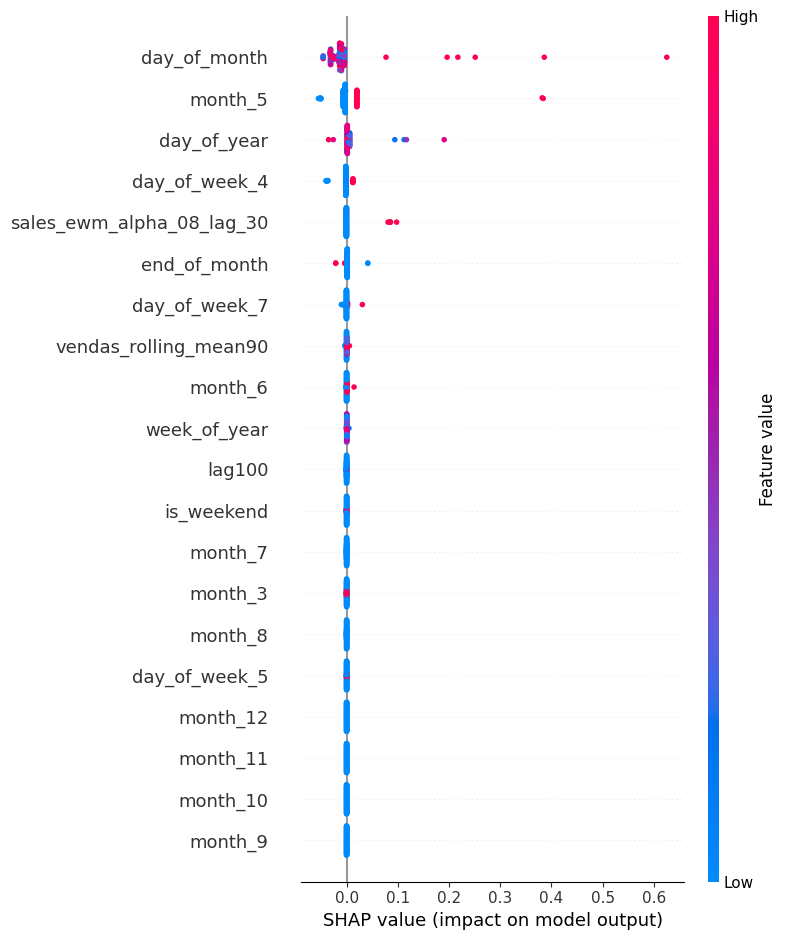 High
day_of_month
month_5
day_of_year
day_of_week_4
sales_ewm_alpha_08_lag_30
end_of_month
day_of_week_7
vendas_rolling_mean90
month_6
week_of_year
lag100
is_weekend
month_7
month_3
month_8
day_of_week_5
month_12
month_11
month_10
month_9
Feature value
Low
0.0 0.1 0.2 0.3 0.4 0.5 0.6
SHAP value (impact on model output)